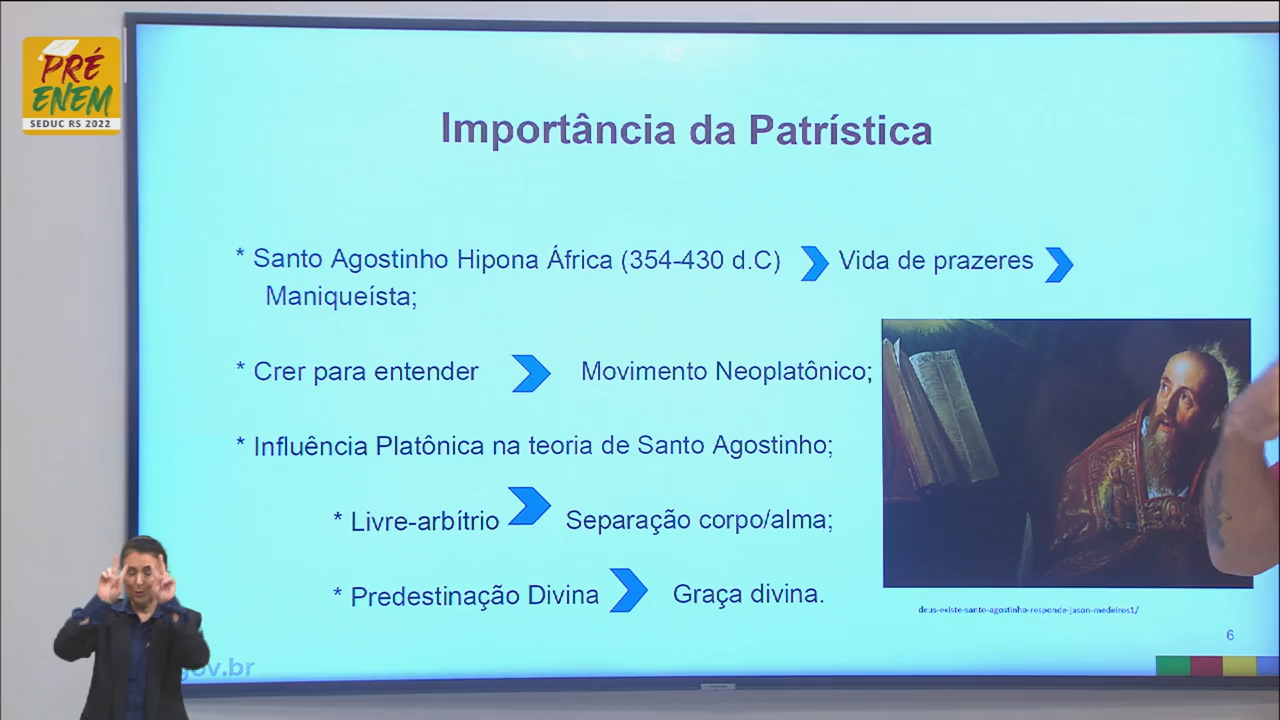 PRÉ
ENEM
SEDUC RS 2022
Importância da Patrística
* Santo Agostinho Hipona África (354-430 d.C) Vida de prazeres
Maniqueísta;
* Crer para entender Movimento Neoplatônico;
* Influência Platônica na teoria de Santo Agostinho;
* Livre-arbítrio Separação corpo/alma;
* Predestinação Divina Graça divina.
deus-existe-santo-agostinho-responde-jason-medeiros1/
6
gov.br